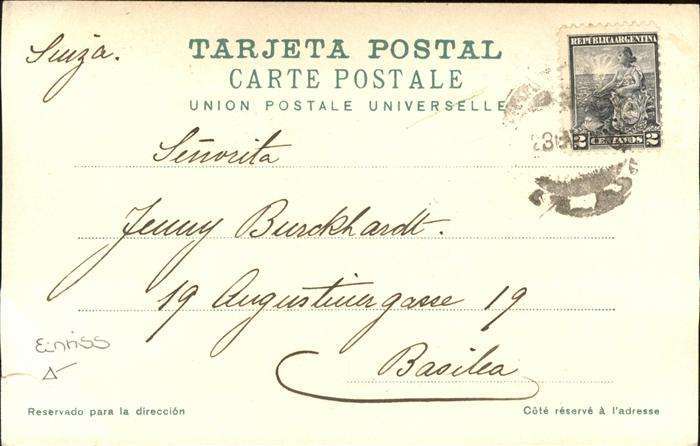 Suiza.
TARJETA POSTAL
CARTE POSTALE
UNION POSTALE UNIVERSELLE
REPUBLICA ARGENTINA
2 CENTAVOS 2
Señorita
Jenny Burckhardt.
19 Augustinergasse 19
Basilea
Einriss
Reservado para la dirección
Côté réservé à l'adresse